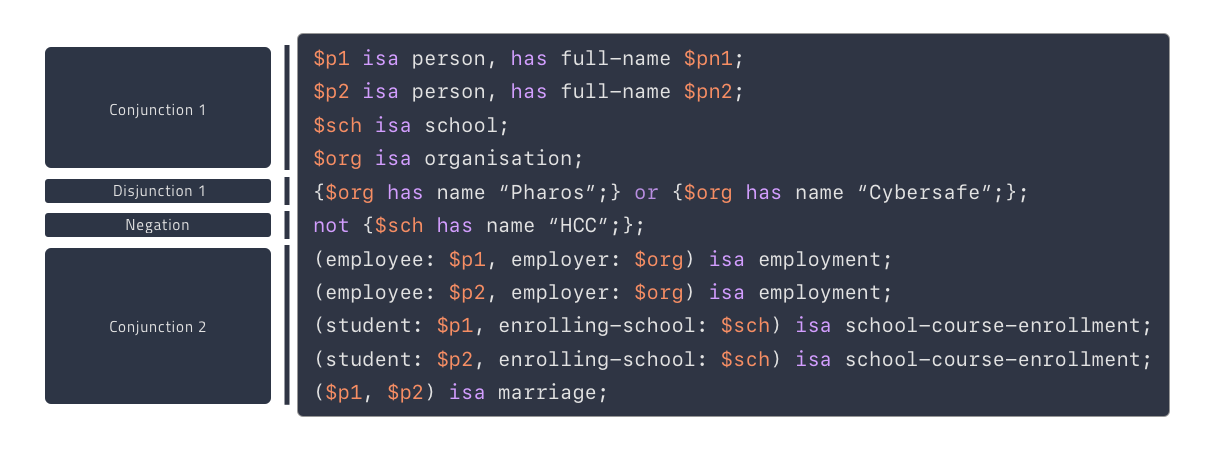 Conjunction 1
$p1 isa person, has full-name $pn1;
$p2 isa person, has full-name $pn2;
$sch isa school;
$org isa organisation;
Disjunction 1
{$org has name “Pharos”;} or {$org has name “Cybersafe”;};
Negation
not {$sch has name “HCC”;};
Conjunction 2
(employee: $p1, employer: $org) isa employment;
(employee: $p2, employer: $org) isa employment;
(student: $p1, enrolling-school: $sch) isa school-course-enrollment;
(student: $p2, enrolling-school: $sch) isa school-course-enrollment;
($p1, $p2) isa marriage;